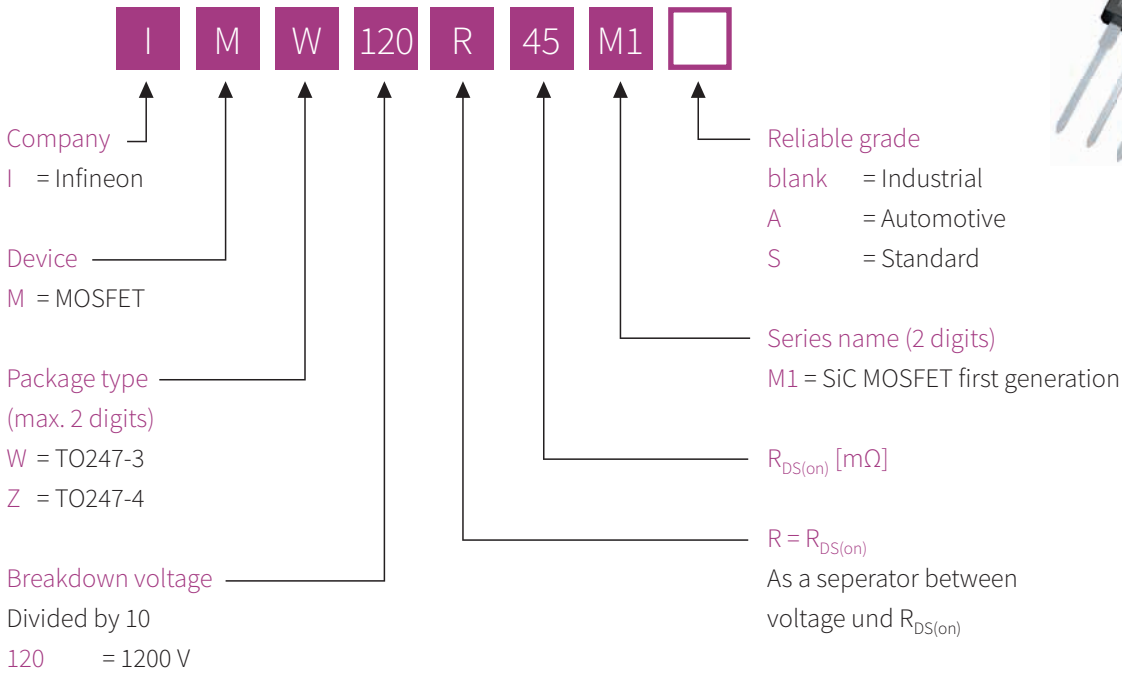 I M W 120 R 45 M1
Company
I = Infineon
Device
M = MOSFET
Package type
(max. 2 digits)
W = TO247-3
Z = TO247-4
Breakdown voltage
Divided by 10
120 = 1200 V
Reliable grade
blank = Industrial
A = Automotive
S = Standard
Series name (2 digits)
M1 = SiC MOSFET first generation
RDS(on) [mΩ]
R = RDS(on)
As a seperator between
voltage und RDS(on)